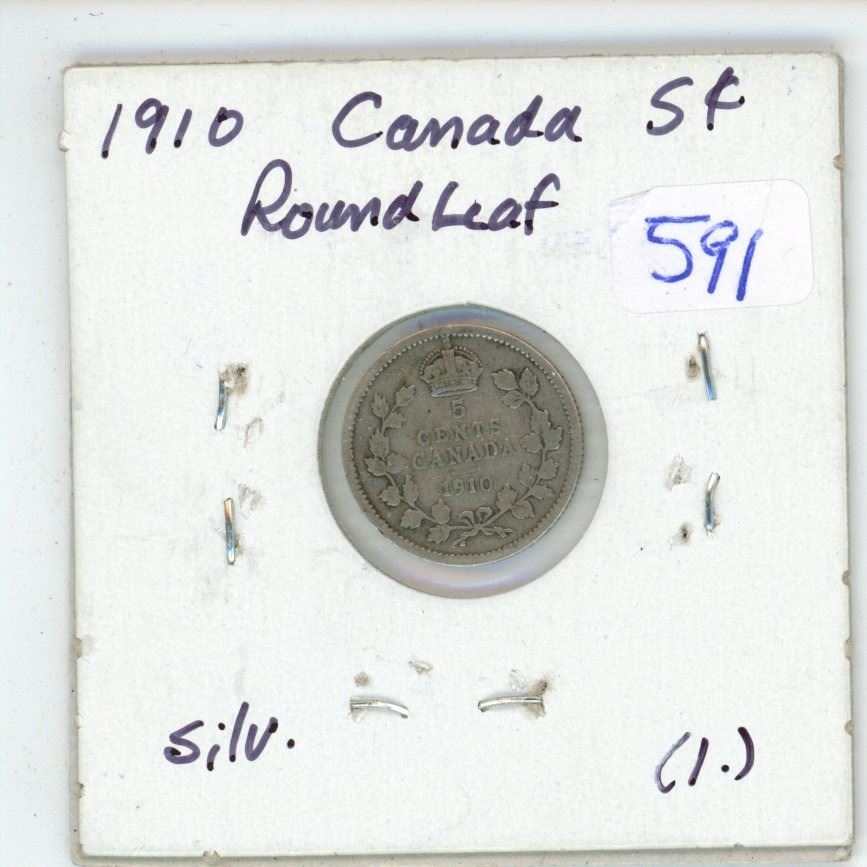 1910 Canada 5¢
Round Leaf
591
5
CENTS
CANADA
1910
Silv.
(1.)